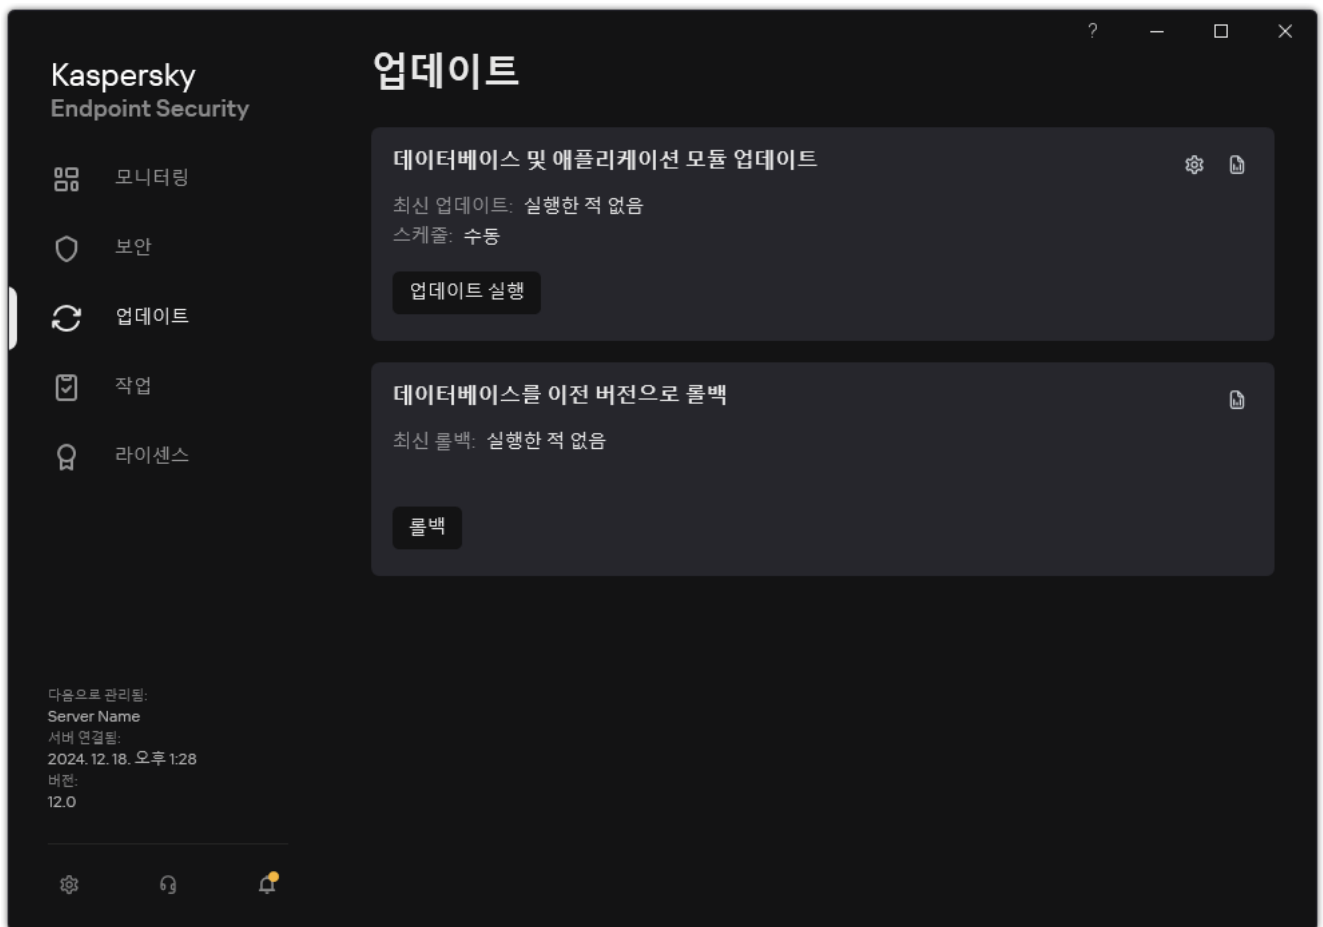 ?
Kaspersky
Endpoint Security
모니터링
보안
업데이트
작업
라이센스
다음으로 관리됨:
Server Name
서버 연결됨:
2024. 12. 18. 오후 1:28
버전:
12.0
업데이트
데이터베이스 및 애플리케이션 모듈 업데이트
최신 업데이트: 실행한 적 없음
스케줄: 수동
업데이트 실행
데이터베이스를 이전 버전으로 롤백
최신 롤백: 실행한 적 없음
롤백